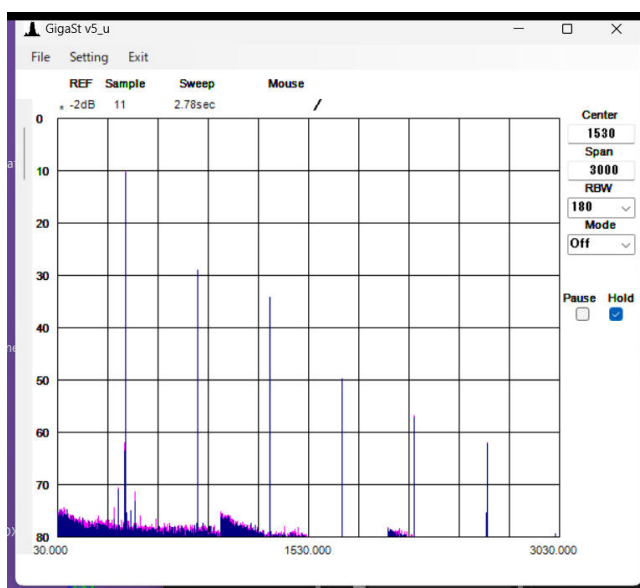 GigaSt v5_u
File Setting Exit
REF Sample Sweep Mouse
-2dB 11 2.78sec /
0
10
20
30
40
50
60
70
80
30.000 1530.000 3030.000
Center
1530
Span
3000
RBW
180
Mode
Off
Pause Hold